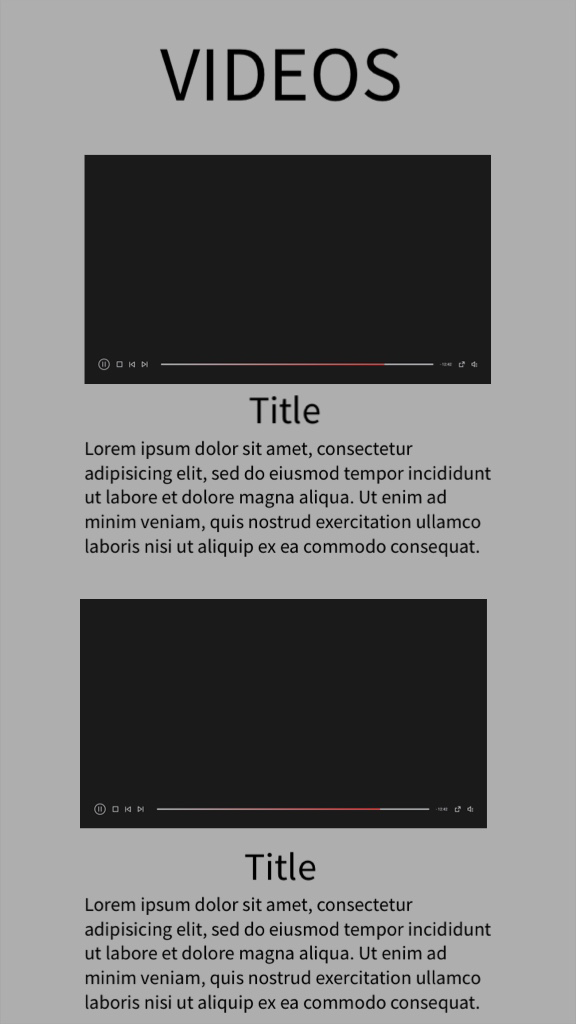 VIDEOS
Title
Lorem ipsum dolor sit amet, consectetur
adipisicing elit, sed do eiusmod tempor incididunt
ut labore et dolore magna aliqua. Ut enim ad
minim veniam, quis nostrud exercitation ullamco
laboris nisi ut aliquip ex ea commodo consequat.
Title
Lorem ipsum dolor sit amet, consectetur
adipisicing elit, sed do eiusmod tempor incididunt
ut labore et dolore magna aliqua. Ut enim ad
minim veniam, quis nostrud exercitation ullamco
laboris nisi ut aliquip ex ea commodo consequat.